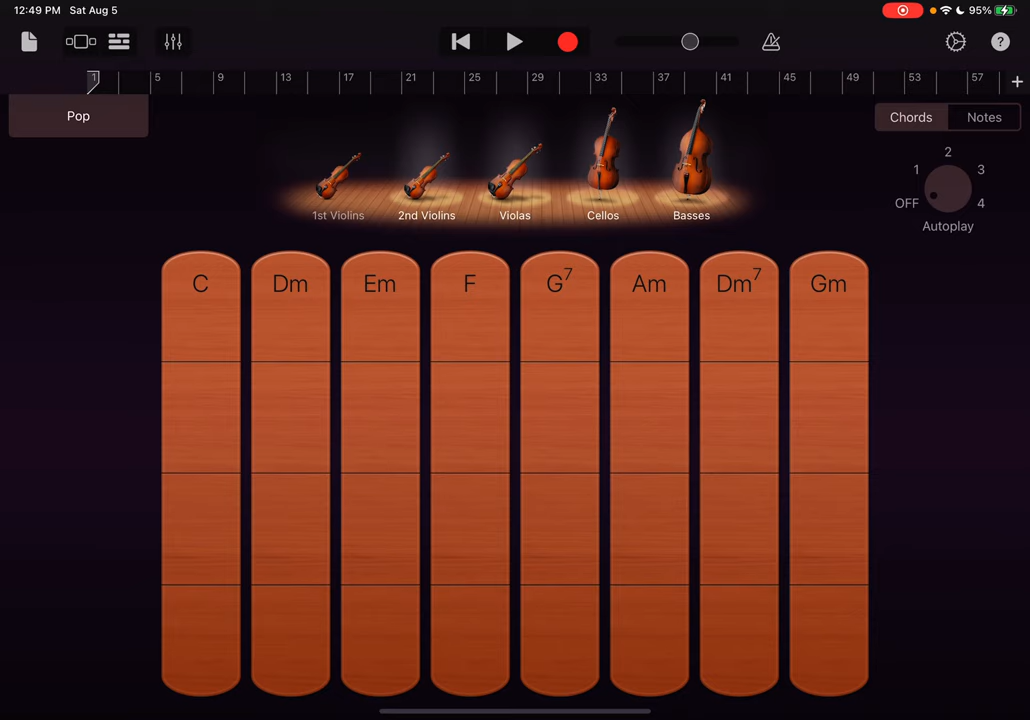 12:49 PM Sat Aug 5 95%
1 5 9 13 17 21 25 29 33 37 41 45 49 53 57 +
Pop
1st Violins 2nd Violins Violas Cellos Basses
Chords Notes
OFF 1 2 3 4
Autoplay
C Dm Em F G7 Am Dm7 Gm
?